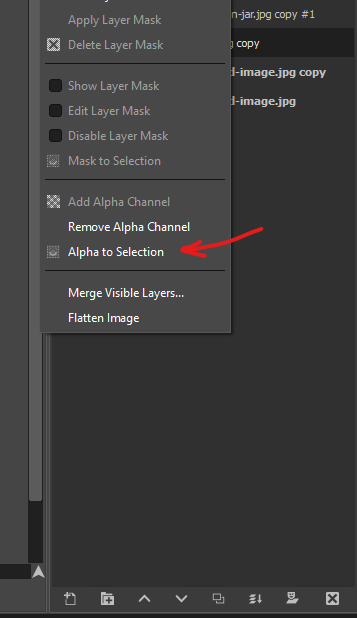 Apply Layer Mask
Delete Layer Mask
Show Layer Mask
Edit Layer Mask
Disable Layer Mask
Mask to Selection
Add Alpha Channel
Remove Alpha Channel
Alpha to Selection
Merge Visible Layers...
Flatten Image
n-jar.jpg copy #1
g copy
d-image.jpg copy
d-image.jpg